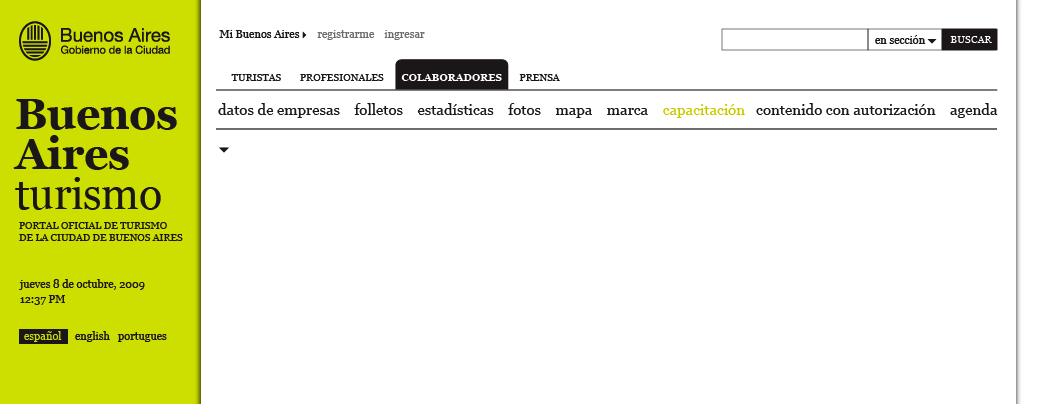 Buenos Aires
Gobierno de la Ciudad
Buenos
Aires
turismo
PORTAL OFICIAL DE TURISMO
DE LA CIUDAD DE BUENOS AIRES
jueves 8 de octubre, 2009
12:37 PM
español english portugues
Mi Buenos Aires registrarme ingresar
en sección BUSCAR
TURISTAS PROFESIONALES COLABORADORES PRENSA
datos de empresas folletos estadísticas fotos mapa marca capacitación contenido con autorización agenda